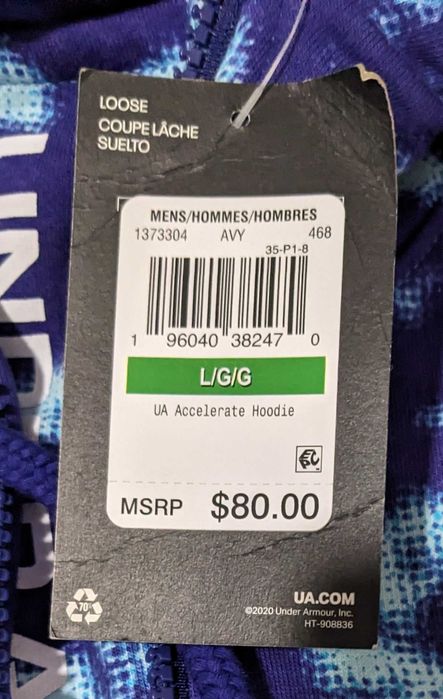 LOOSE
COUPE LÂCHE
SUELTO
MENS/HOMMES/HOMBRES
1373304 AVY 468
35-P1-8
1 96040 38247 0
L/G/G
UA Accelerate Hoodie
MSRP $80.00
70%
UA.COM
©2020 Under Armour, Inc.
HT-908836